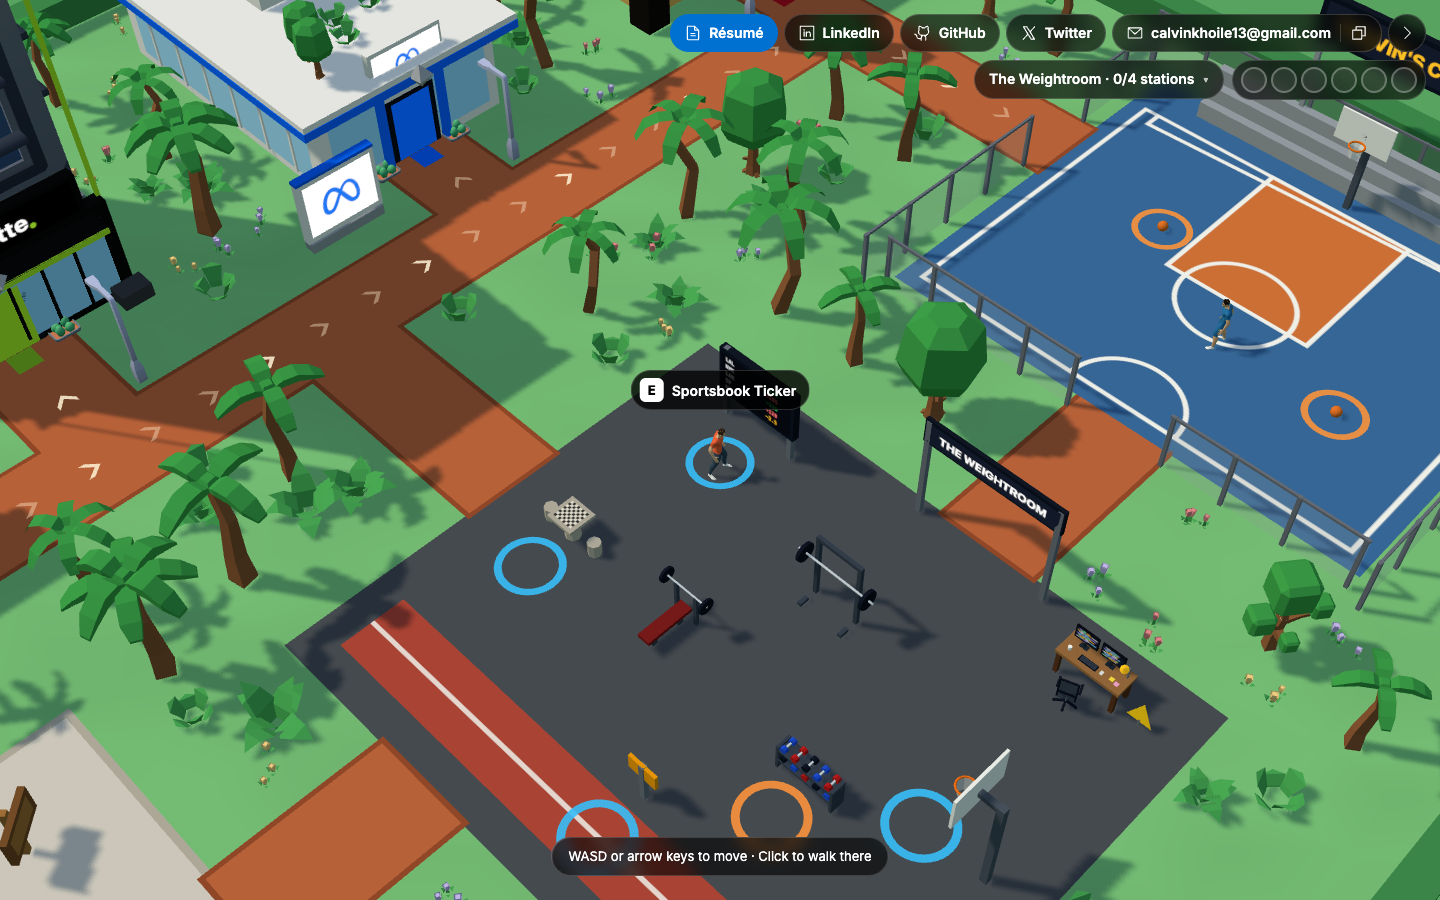 Résumé
LinkedIn
GitHub
Twitter
calvinkhoile13@gmail.com
The Weightroom · 0/4 stations
tte.
E Sportsbook Ticker
THE WEIGHTROOM
WASD or arrow keys to move · Click to walk there